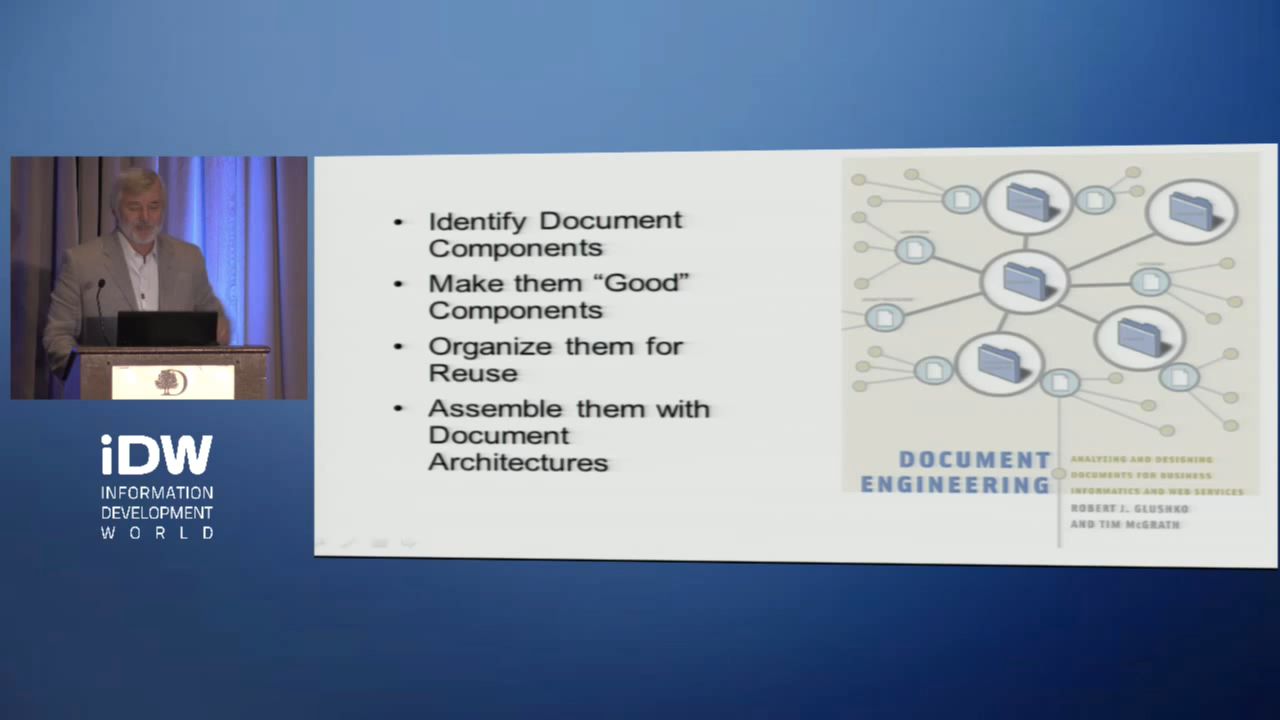 iDW
INFORMATION
DEVELOPMENT
WORLD
• Identify Document
Components
• Make them “Good”
Components
• Organize them for
Reuse
• Assemble them with
Document
Architectures
DOCUMENT
ENGINEERING
ANALYZING AND DESIGNING
DOCUMENTS FOR BUSINESS
INFORMATICS AND WEB SERVICES
ROBERT J. GLUSHKO
AND TIM McGRATH